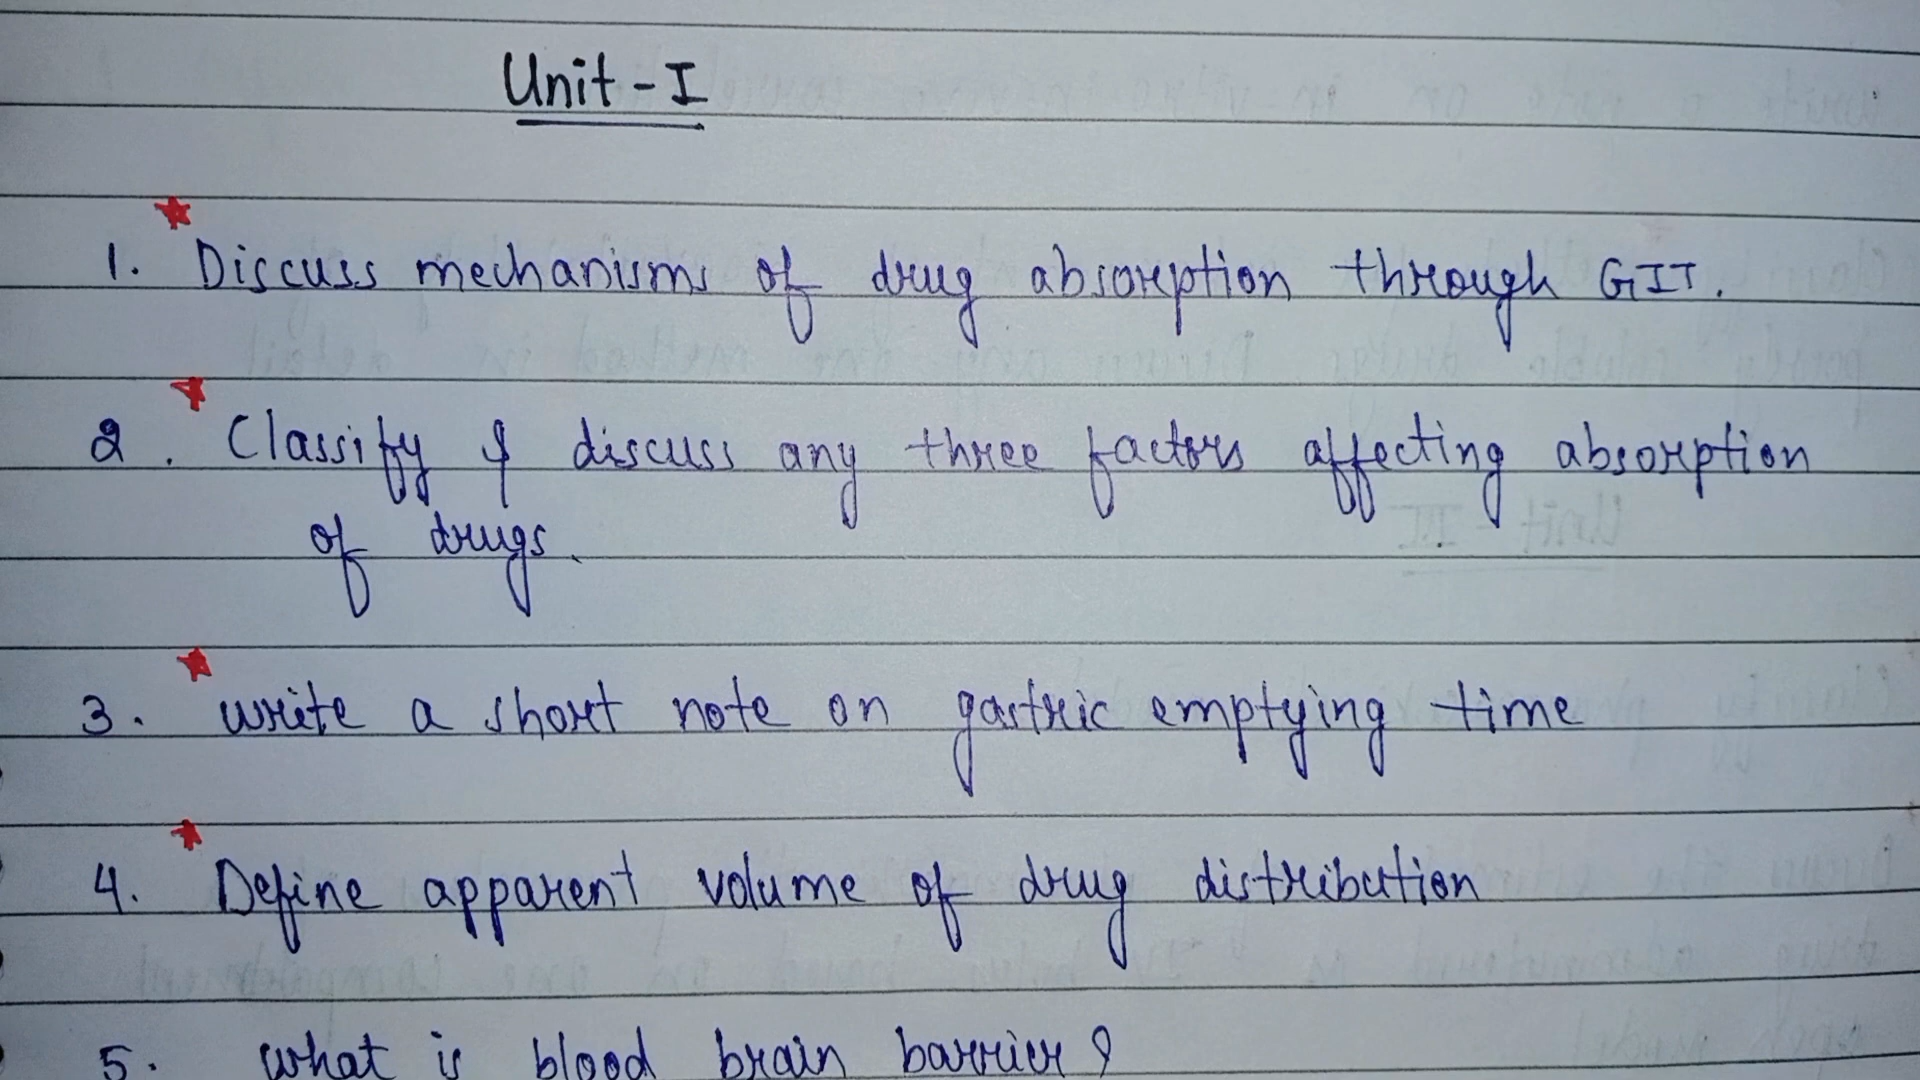 Unit - I
1. Discuss mechanisms of drug absorption through GIT.
2. Classify & discuss any three factors affecting absorption
of drugs.
3. write a short note on gastric emptying time
4. Define apparent volume of drug distribution
5. what is blood brain barrier?